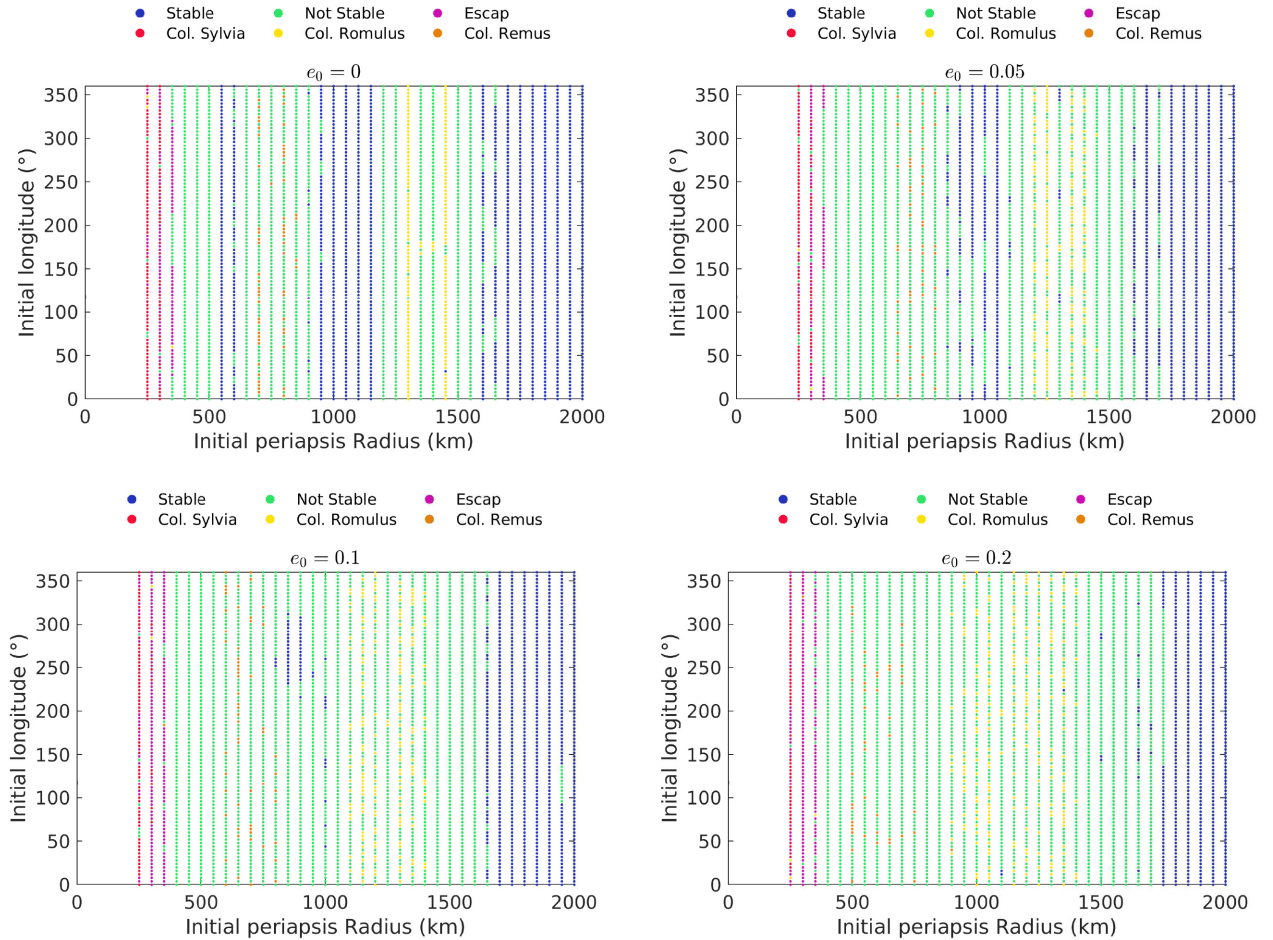 Stable Not Stable Escap
Col. Sylvia Col. Romulus Col. Remus
e₀ = 0
350
300
250
200
150
100
50
0
Initial longitude (°)
0 500 1000 1500 2000
Initial periapsis Radius (km)
Stable Not Stable Escap
Col. Sylvia Col. Romulus Col. Remus
e₀ = 0.05
350
300
250
200
150
100
50
0
Initial longitude (°)
0 500 1000 1500 2000
Initial periapsis Radius (km)
Stable Not Stable Escap
Col. Sylvia Col. Romulus Col. Remus
e₀ = 0.1
350
300
250
200
150
100
50
0
Initial longitude (°)
0 500 1000 1500 2000
Initial periapsis Radius (km)
Stable Not Stable Escap
Col. Sylvia Col. Romulus Col. Remus
e₀ = 0.2
350
300
250
200
150
100
50
0
Initial longitude (°)
0 500 1000 1500 2000
Initial periapsis Radius (km)